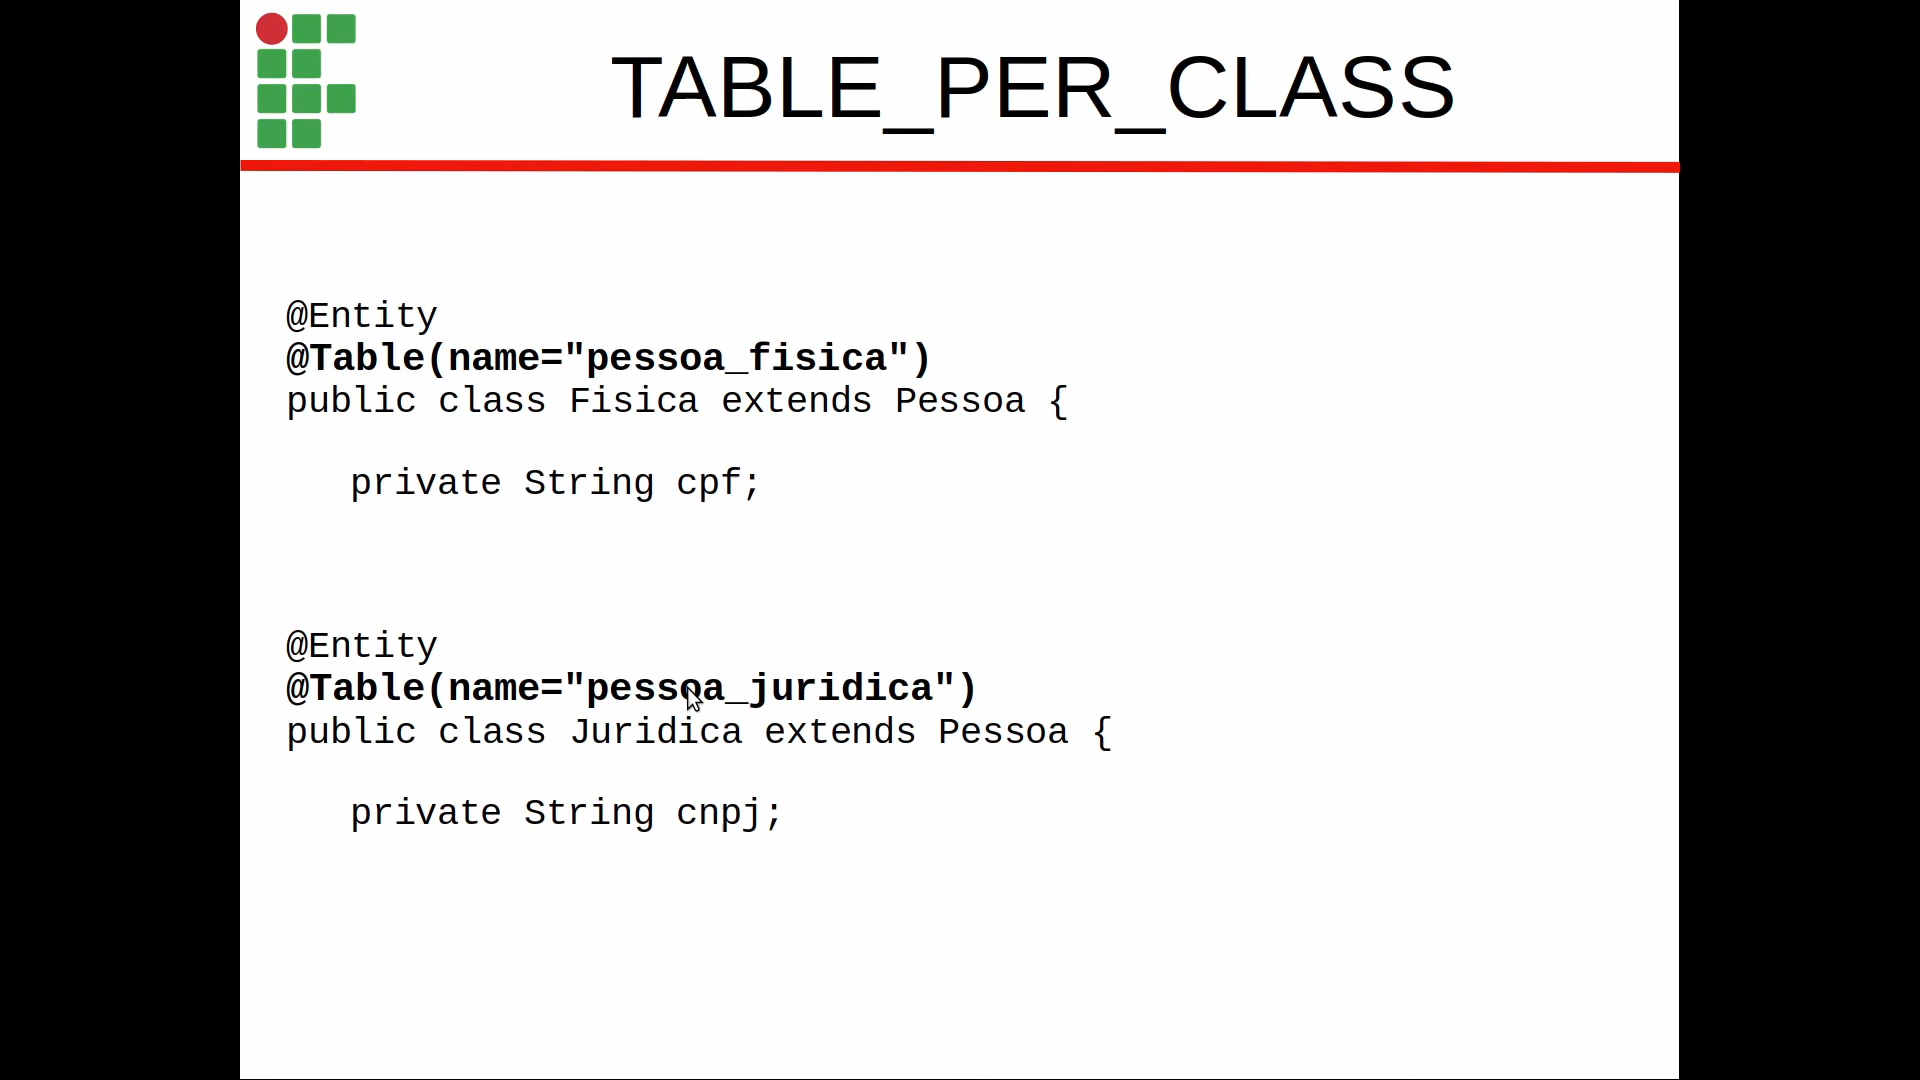 TABLE_PER_CLASS
@Entity
@Table(name="pessoa_fisica")
public class Fisica extends Pessoa {
private String cpf;
@Entity
@Table(name="pessoa_juridica")
public class Juridica extends Pessoa {
private String cnpj;